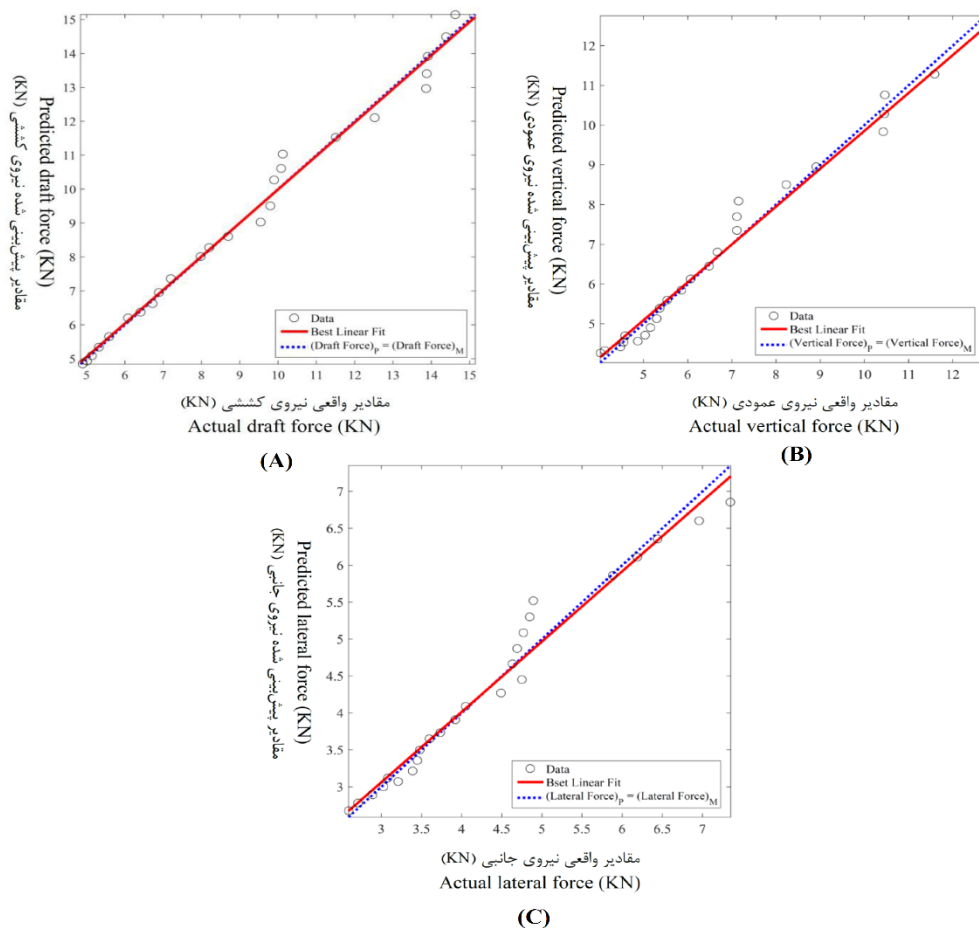 15
14
13
12
11
10
9
8
7
6
5
5 6 7 8 9 10 11 12 13 14 15
Predicted draft force (KN)
مقادیر پیش‌بینی شده نیروی کششی (KN)
Data
Best Linear Fit
(Draft Force)P = (Draft Force)M
مقادیر واقعی نیروی کششی (KN)
Actual draft force (KN)
(A)
12
11
10
9
8
7
6
5
5 6 7 8 9 10 11 12
Predicted vertical force (KN)
مقادیر پیش‌بینی شده نیروی عمودی (KN)
Data
Best Linear Fit
(Vertical Force)P = (Vertical Force)M
مقادیر واقعی نیروی عمودی (KN)
Actual vertical force (KN)
(B)
7
6.5
6
5.5
5
4.5
4
3.5
3
3 3.5 4 4.5 5 5.5 6 6.5 7
Predicted lateral force (KN)
مقادیر پیش‌بینی شده نیروی جانبی (KN)
Data
Bset Linear Fit
(Lateral Force)P = (Lateral Force)M
مقادیر واقعی نیروی جانبی (KN)
Actual lateral force (KN)
(C)